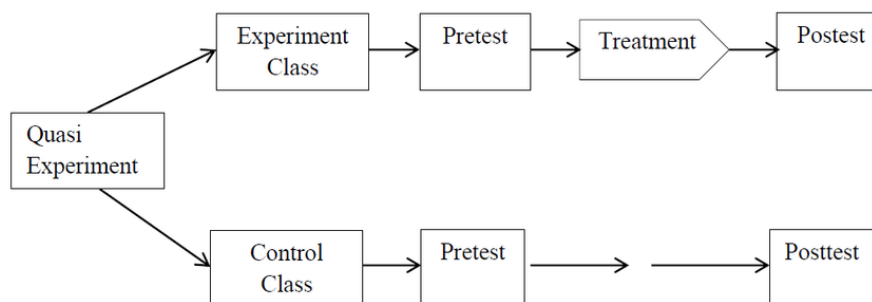 Experiment
Class
Pretest
Treatment
Postest
Quasi
Experiment
Control
Class
Pretest
Posttest